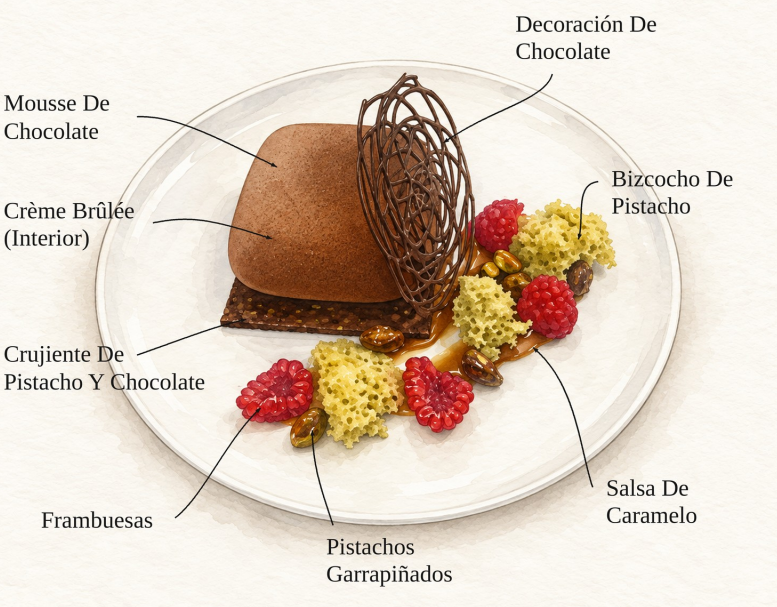 Decoración De
Chocolate
Mousse De
Chocolate
Bizcocho De
Pistacho
Crème Brûlée
(Interior)
Crujiente De
Pistacho Y Chocolate
Salsa De
Caramelo
Frambuesas
Pistachos
Garrapiñados